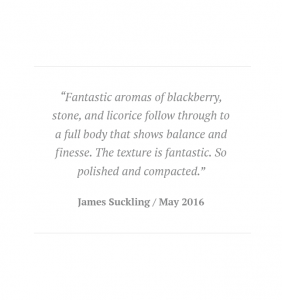 “Fantastic aromas of blackberry,
stone, and licorice follow through to
a full body that shows balance and
finesse. The texture is fantastic. So
polished and compacted.”
James Suckling / May 2016